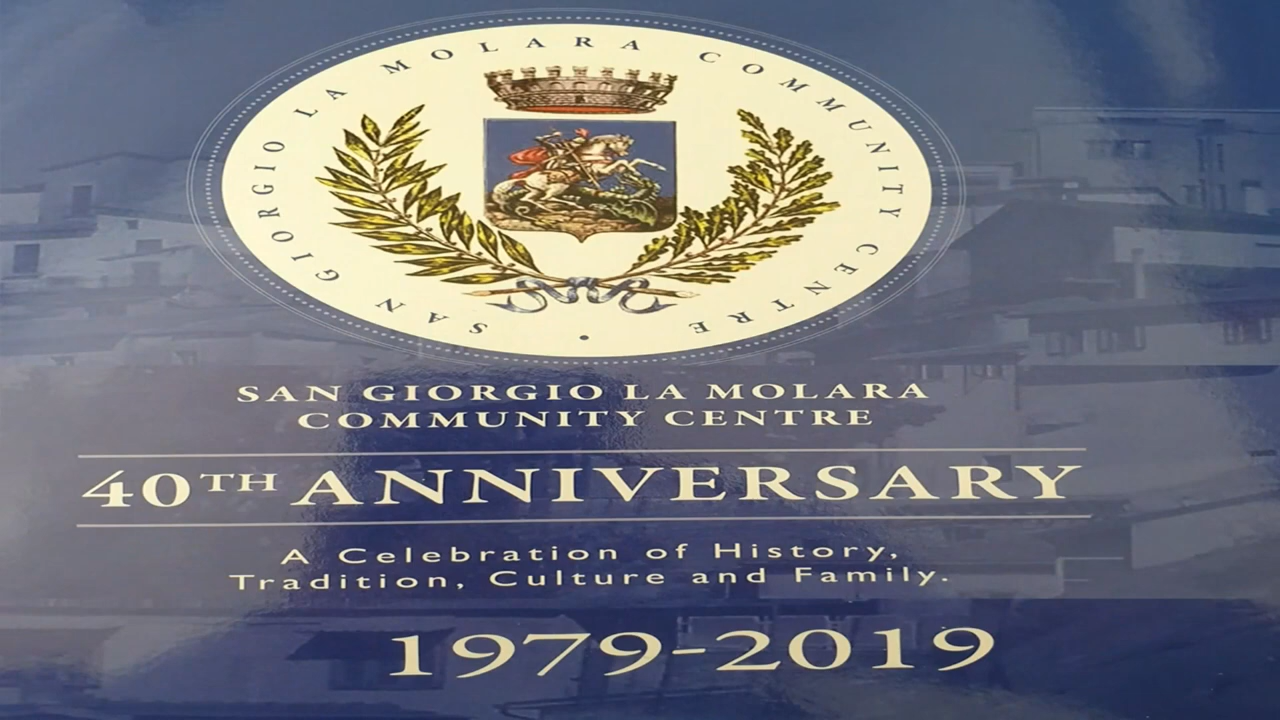 SAN GIORGIO LA MOLARA COMMUNITY CENTRE
SAN GIORGIO LA MOLARA
COMMUNITY CENTRE
40TH ANNIVERSARY
A Celebration of History,
Tradition, Culture and Family.
1979-2019